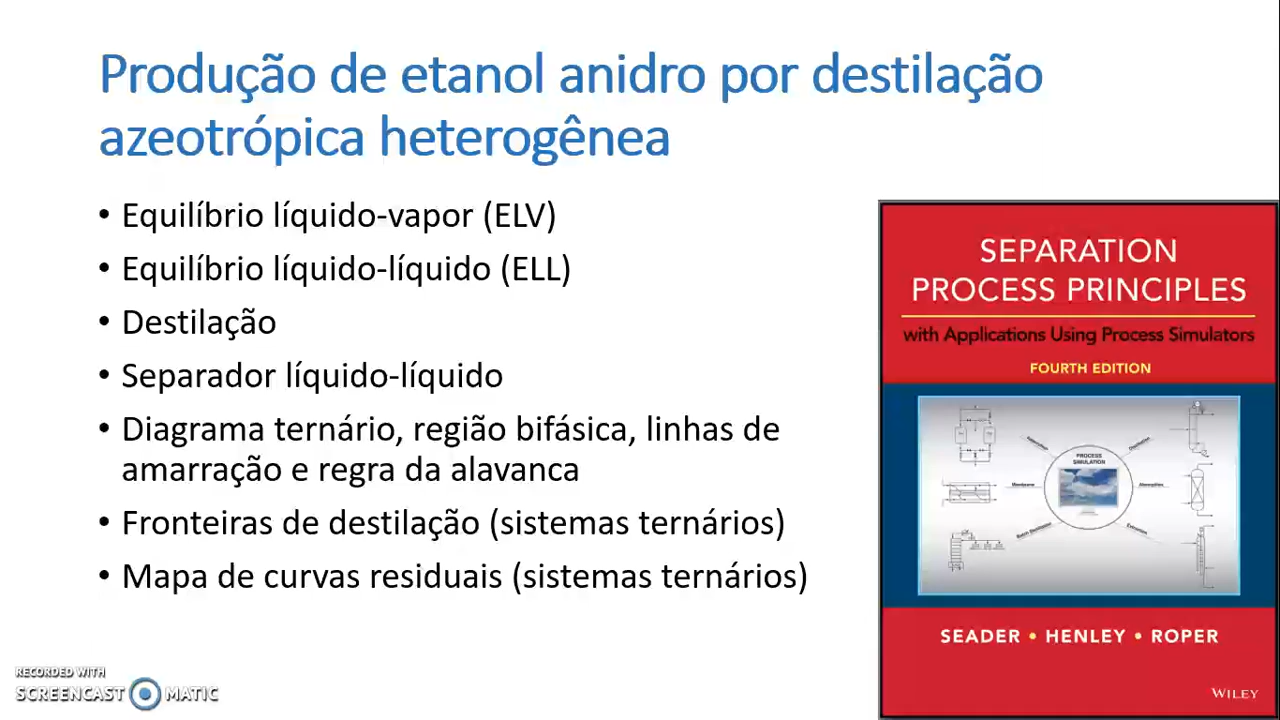 Produção de etanol anidro por destilação
azeotrópica heterogênea
• Equilíbrio líquido-vapor (ELV)
• Equilíbrio líquido-líquido (ELL)
• Destilação
• Separador líquido-líquido
• Diagrama ternário, região bifásica, linhas de
amarração e regra da alavanca
• Fronteiras de destilação (sistemas ternários)
• Mapa de curvas residuais (sistemas ternários)
SEPARATION
PROCESS PRINCIPLES
with Applications Using Process Simulators
FOURTH EDITION
PROCESS
SIMULATION
Membrane
SEADER • HENLEY • ROPER
WILEY
RECORDED WITH
SCREENCAST MATIC